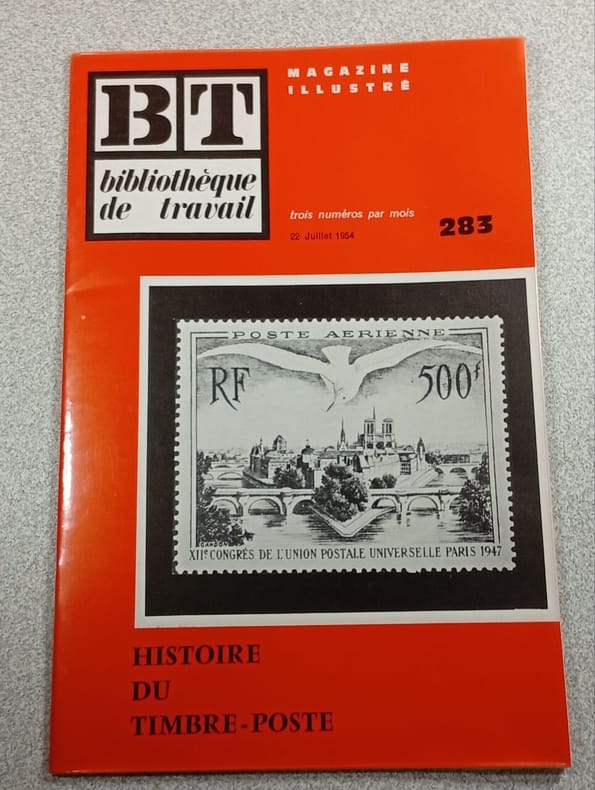 BT
bibliothèque
de travail
MAGAZINE
ILLUSTRÉ
trois numéros par mois
22 Juillet 1954
283
POSTE AERIENNE
RF
500f
GANDON
XIIe CONGRÈS DE L'UNION POSTALE UNIVERSELLE PARIS 1947
HISTOIRE
DU
TIMBRE-POSTE